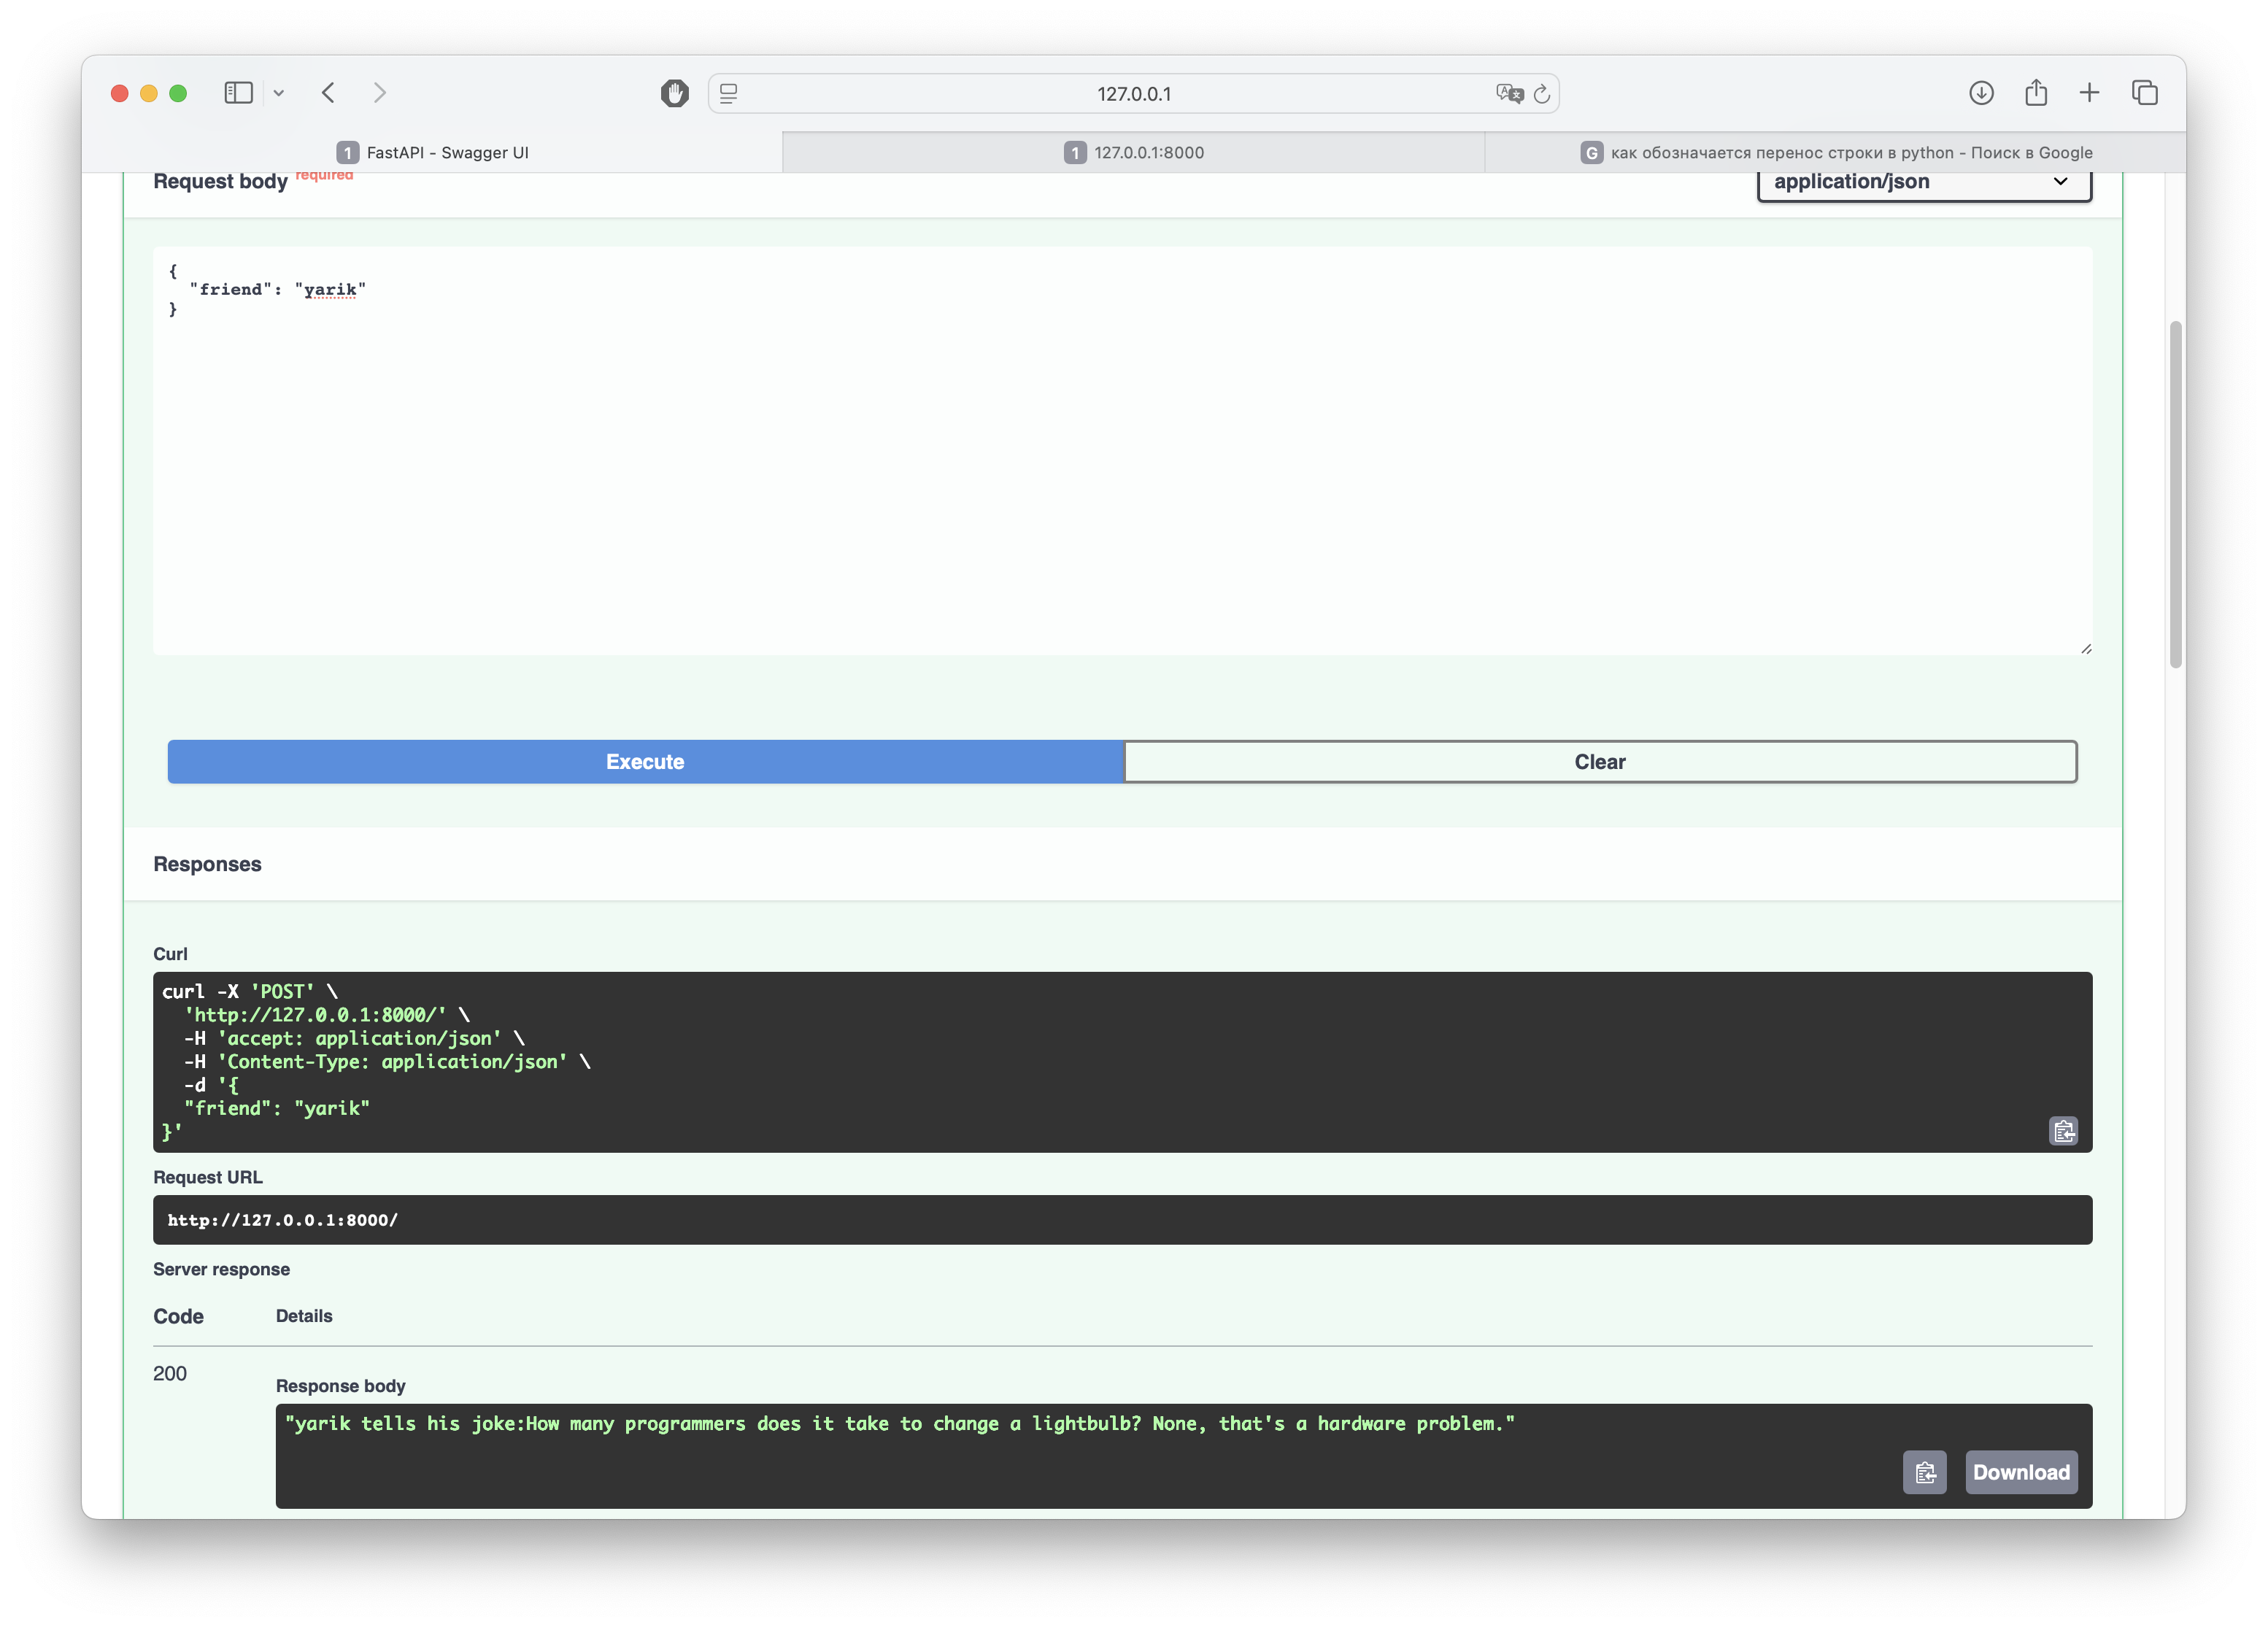 127.0.0.1
1 FastAPI - Swagger UI
1 127.0.0.1:8000
G как обозначается перенос строки в python - Поиск в Google
Request body required
application/json
{
  "friend": "yarik"
}
Execute
Clear
Responses
Curl
curl -X 'POST' \
  'http://127.0.0.1:8000/' \
  -H 'accept: application/json' \
  -H 'Content-Type: application/json' \
  -d '{
  "friend": "yarik"
}'
Request URL
http://127.0.0.1:8000/
Server response
Code Details
200
Response body
"yarik tells his joke:How many programmers does it take to change a lightbulb? None, that's a hardware problem."
Download